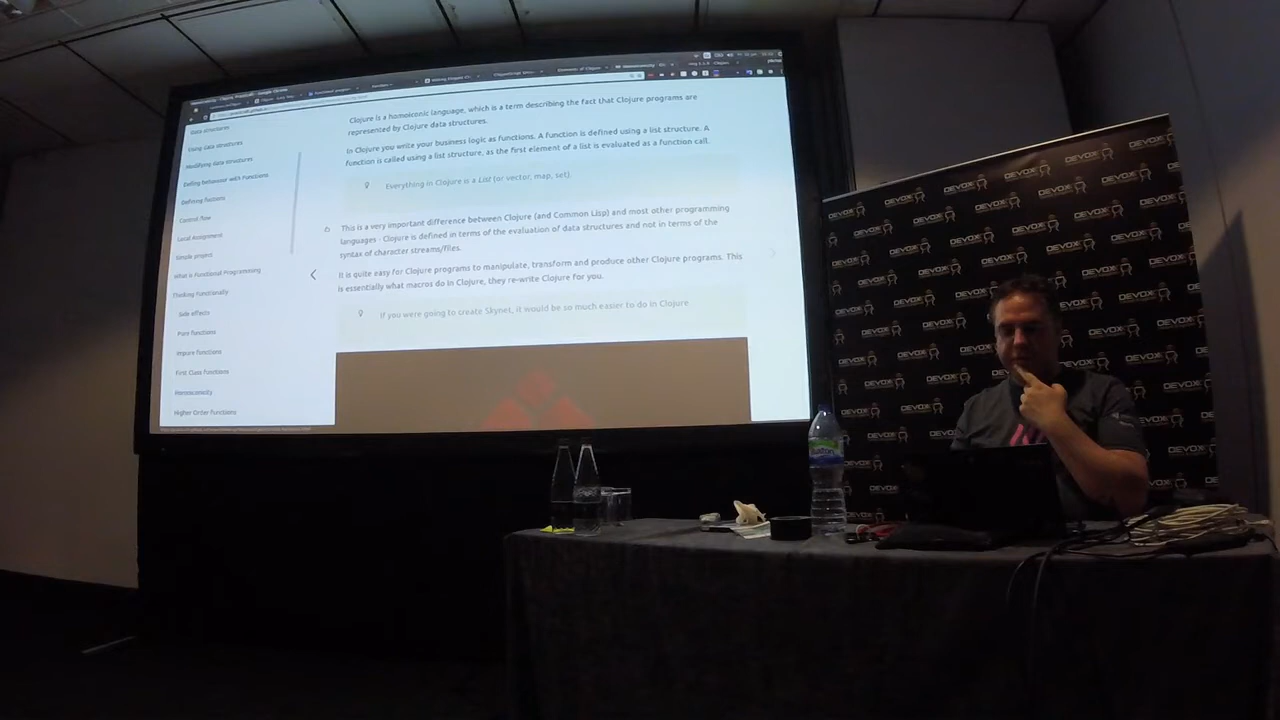 Clojure is a homoiconic language, which is a term describing the fact that Clojure programs are
represented by Clojure data structures.
In Clojure you write your business logic as functions. A function is defined using a list structure. A
function is called using a list structure, as the first element of a list is evaluated as a function call.
Everything in Clojure is a List (or vector, map, set).
This is a very important difference between Clojure (and Common Lisp) and most other programming
languages - Clojure is defined in terms of the evaluation of data structures and not in terms of the
syntax of character streams/files.
It is quite easy for Clojure programs to manipulate, transform and produce other Clojure programs. This
is essentially what macros do in Clojure, they re-write Clojure for you.
If you were going to create Skynet, it would be so much easier to do in Clojure
Data structures
Using data structures
Modifying data structures
Defining behaviour with Functions
Defining functions
Control flow
Local Assignment
Simple project
What is Functional Programming
Thinking Functionally
Side effects
Pure functions
Impure functions
First Class functions
Homoiconicity
Higher Order functions
DEVOXX
DEVOXX
DEVOXX
DEVOXX
DEVOXX
DEVOXX